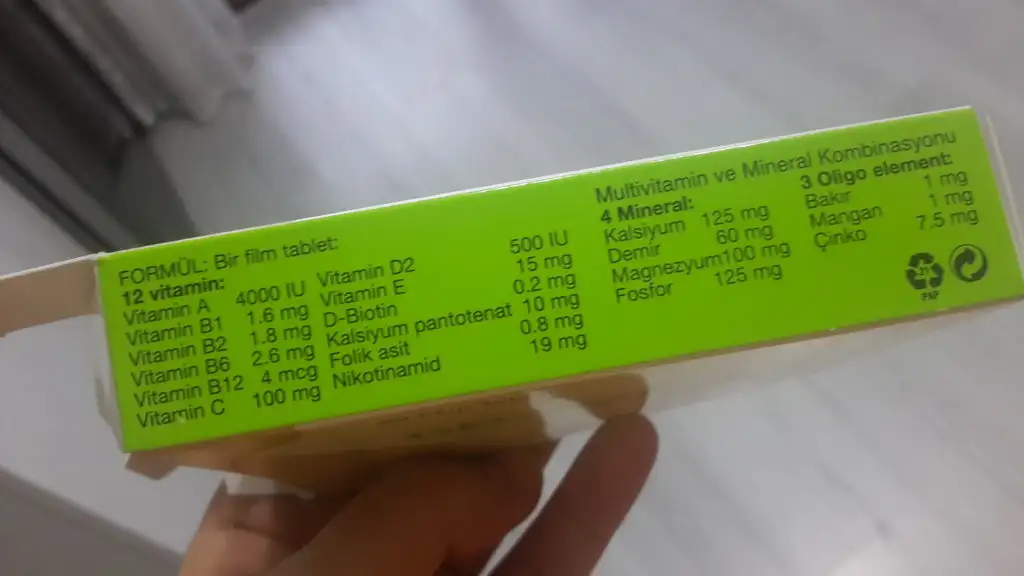 FORMÜL: Bir film tablet:
12 vitamin:
Vitamin A 4000 IU
Vitamin B1 1.6 mg
Vitamin B2 1.8 mg
Vitamin B6 2.6 mg
Vitamin B12 4 mcg
Vitamin C 100 mg
Vitamin D2 500 IU
Vitamin E 15 mg
D-Biotin 0.2 mg
Kalsiyum pantotenat 10 mg
Folik asit 0.8 mg
Nikotinamid 19 mg
Multivitamin ve Mineral Kombinasyonu
4 Mineral:
Kalsiyum 125 mg
Demir 60 mg
Magnezyum 100 mg
Fosfor 125 mg
3 Oligo element:
Bakır 1 mg
Mangan 1 mg
Çinko 7.5 mg
PAP